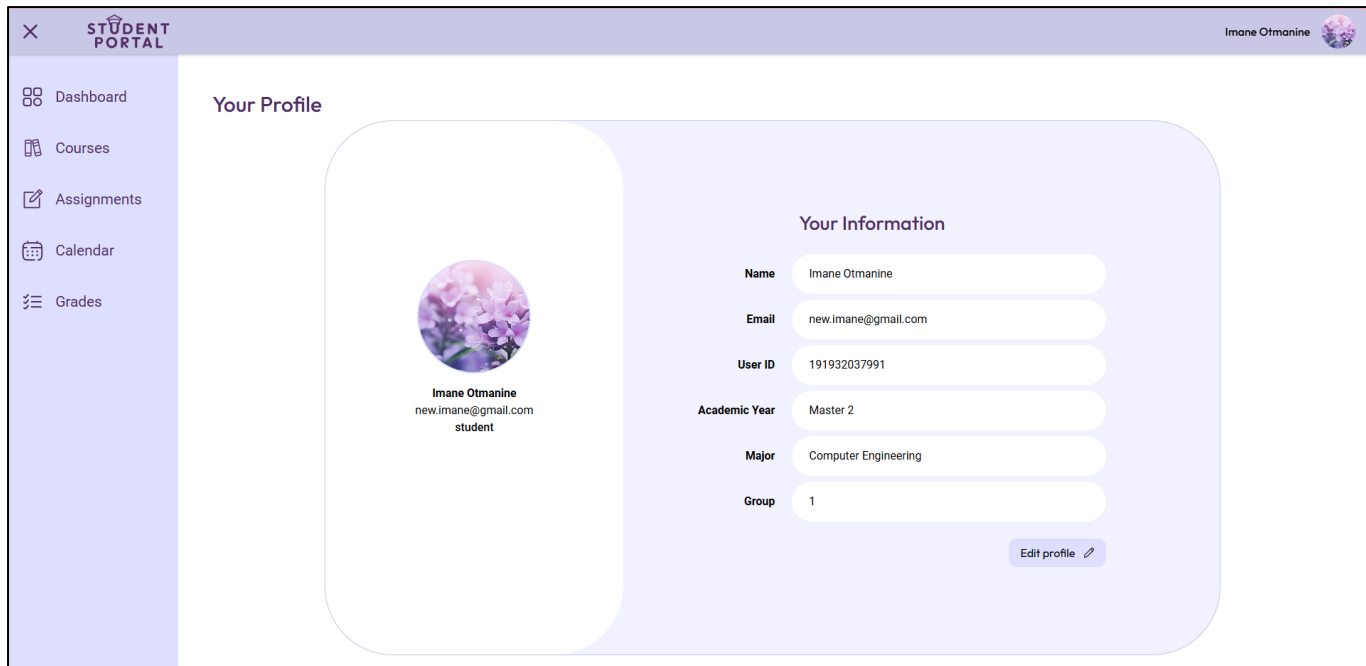 STUDENT
PORTAL
Imane Otmanine
Dashboard
Courses
Assignments
Calendar
Grades
Your Profile
Imane Otmanine
new.imane@gmail.com
student
Your Information
Name Imane Otmanine
Email new.imane@gmail.com
User ID 191932037991
Academic Year Master 2
Major Computer Engineering
Group 1
Edit profile